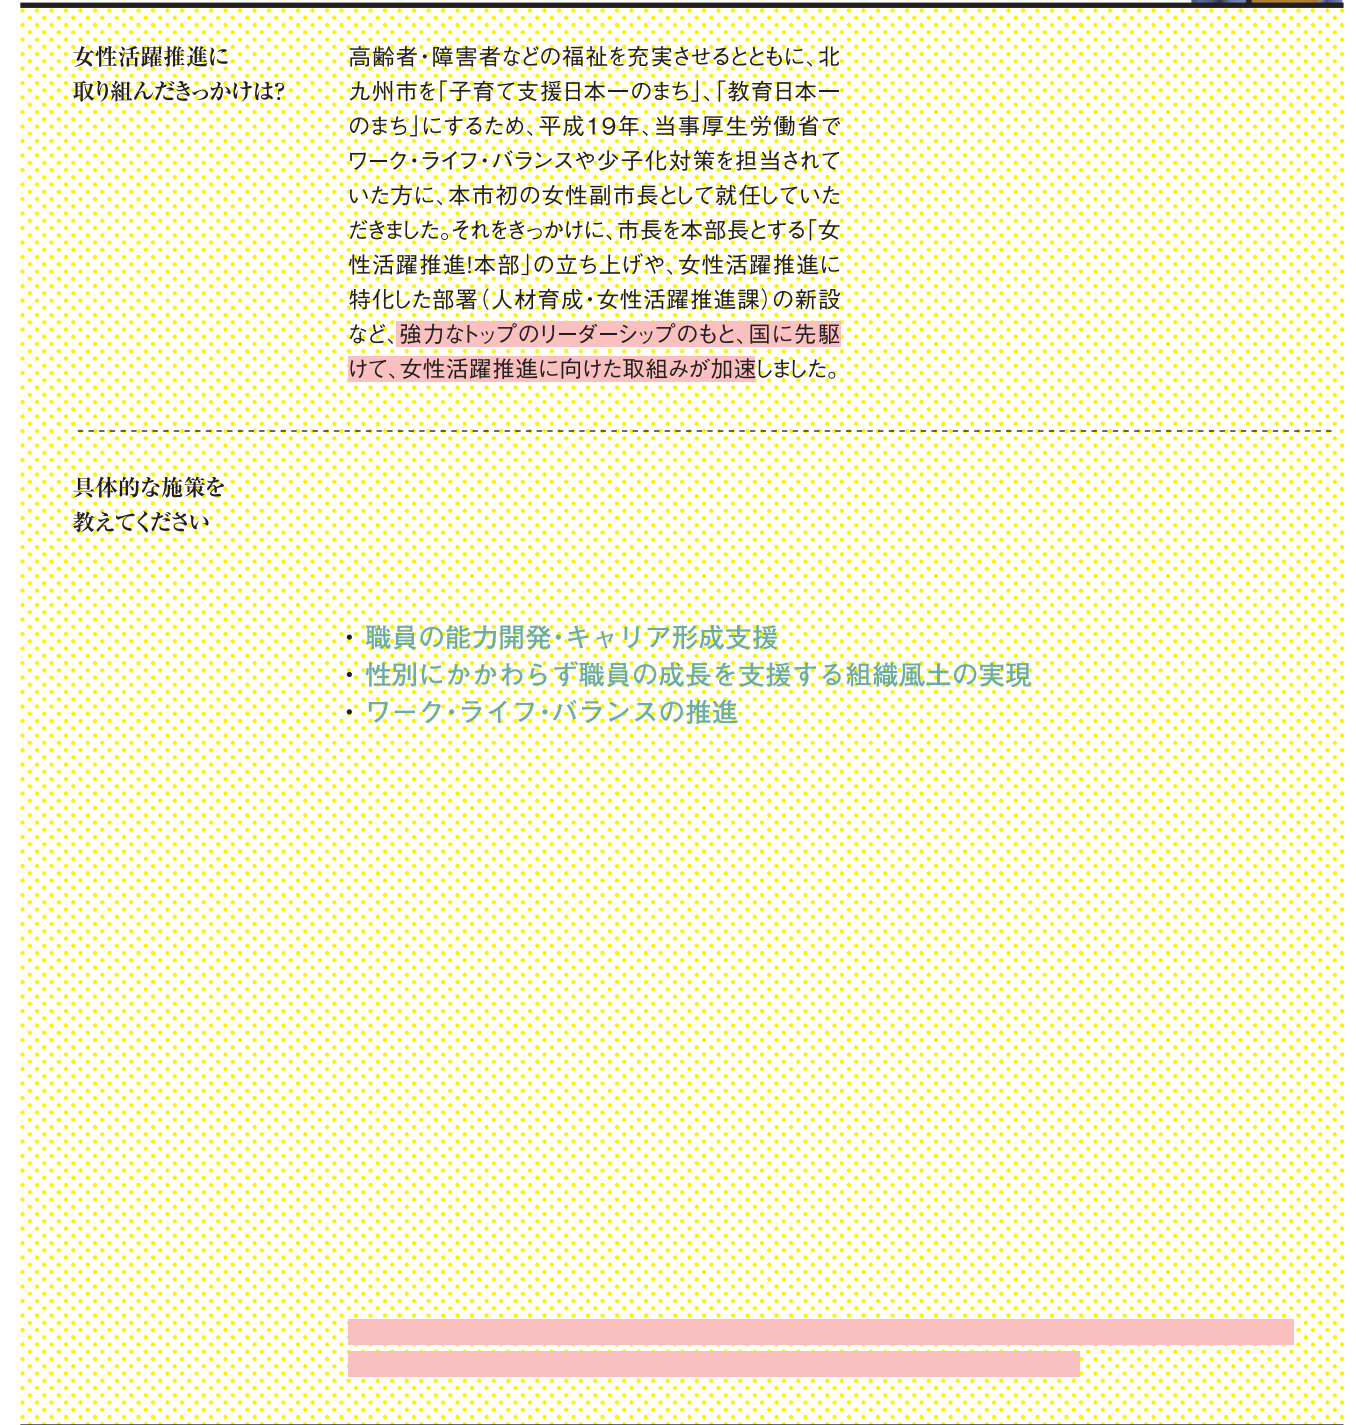 女性活躍推進に
取り組んだきっかけは?
高齢者・障害者などの福祉を充実させるとともに、北
九州市を「子育て支援日本一のまち」、「教育日本一
のまち」にするため、平成19年、当事厚生労働省で
ワーク・ライフ・バランスや少子化対策を担当されて
いた方に、本市初の女性副市長として就任していた
だきました。それをきっかけに、市長を本部長とする「女
性活躍推進!本部」の立ち上げや、女性活躍推進に
特化した部署(人材育成・女性活躍推進課)の新設
など、強力なトップのリーダーシップのもと、国に先駆
けて、女性活躍推進に向けた取組みが加速しました。
具体的な施策を
教えてください
・ 職員の能力開発・キャリア形成支援
・ 性別にかかわらず職員の成長を支援する組織風土の実現
・ ワーク・ライフ・バランスの推進